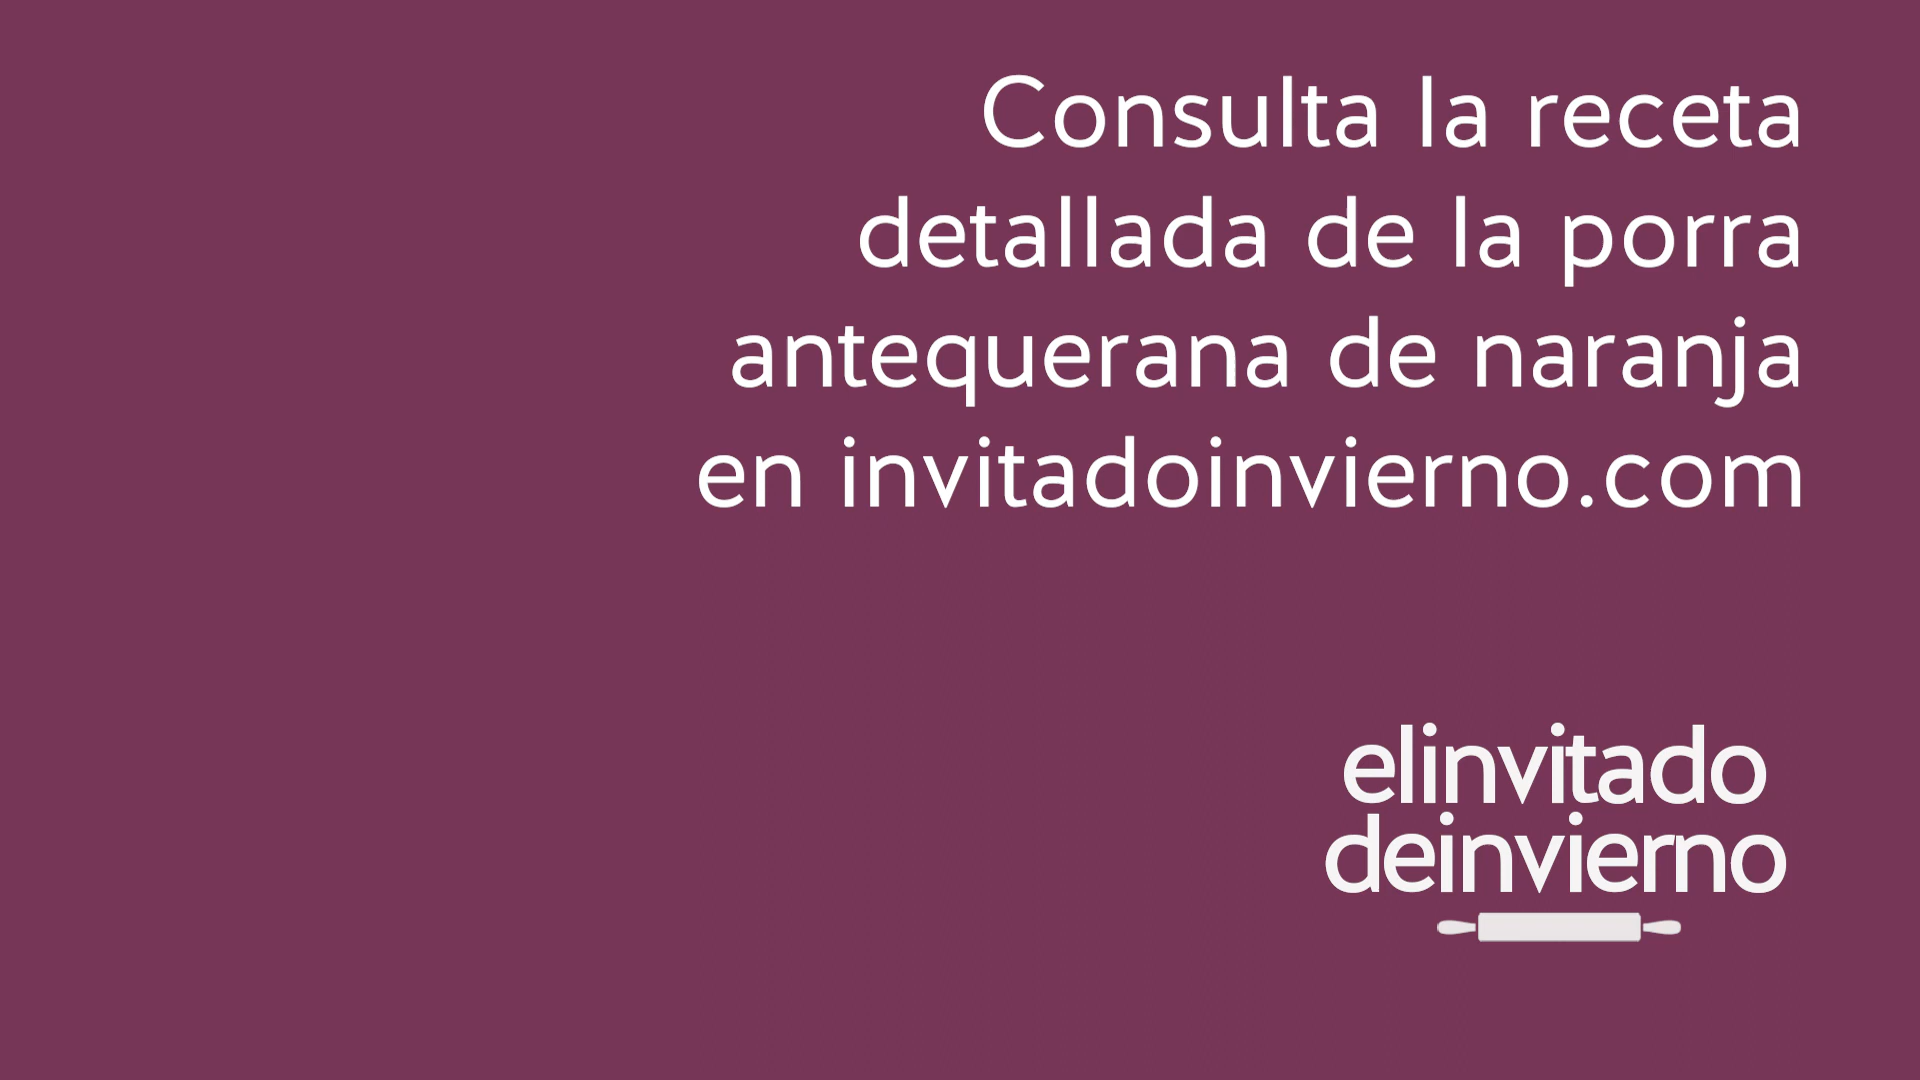 Consulta la receta
detallada de la porra
antequerana de naranja
en invitadoinvierno.com
elinvitado
deinvierno